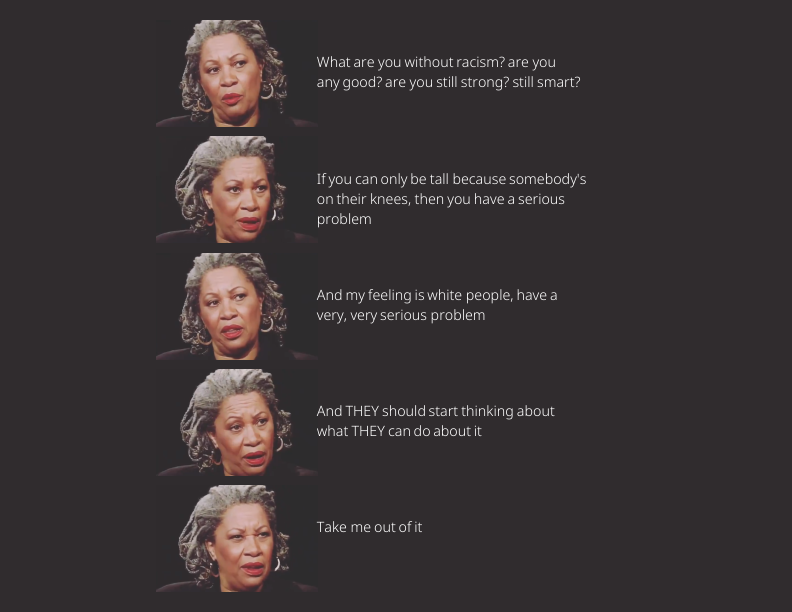 What are you without racism? are you
any good? are you still strong? still smart?
If you can only be tall because somebody's
on their knees, then you have a serious
problem
And my feeling is white people, have a
very, very serious problem
And THEY should start thinking about
what THEY can do about it
Take me out of it